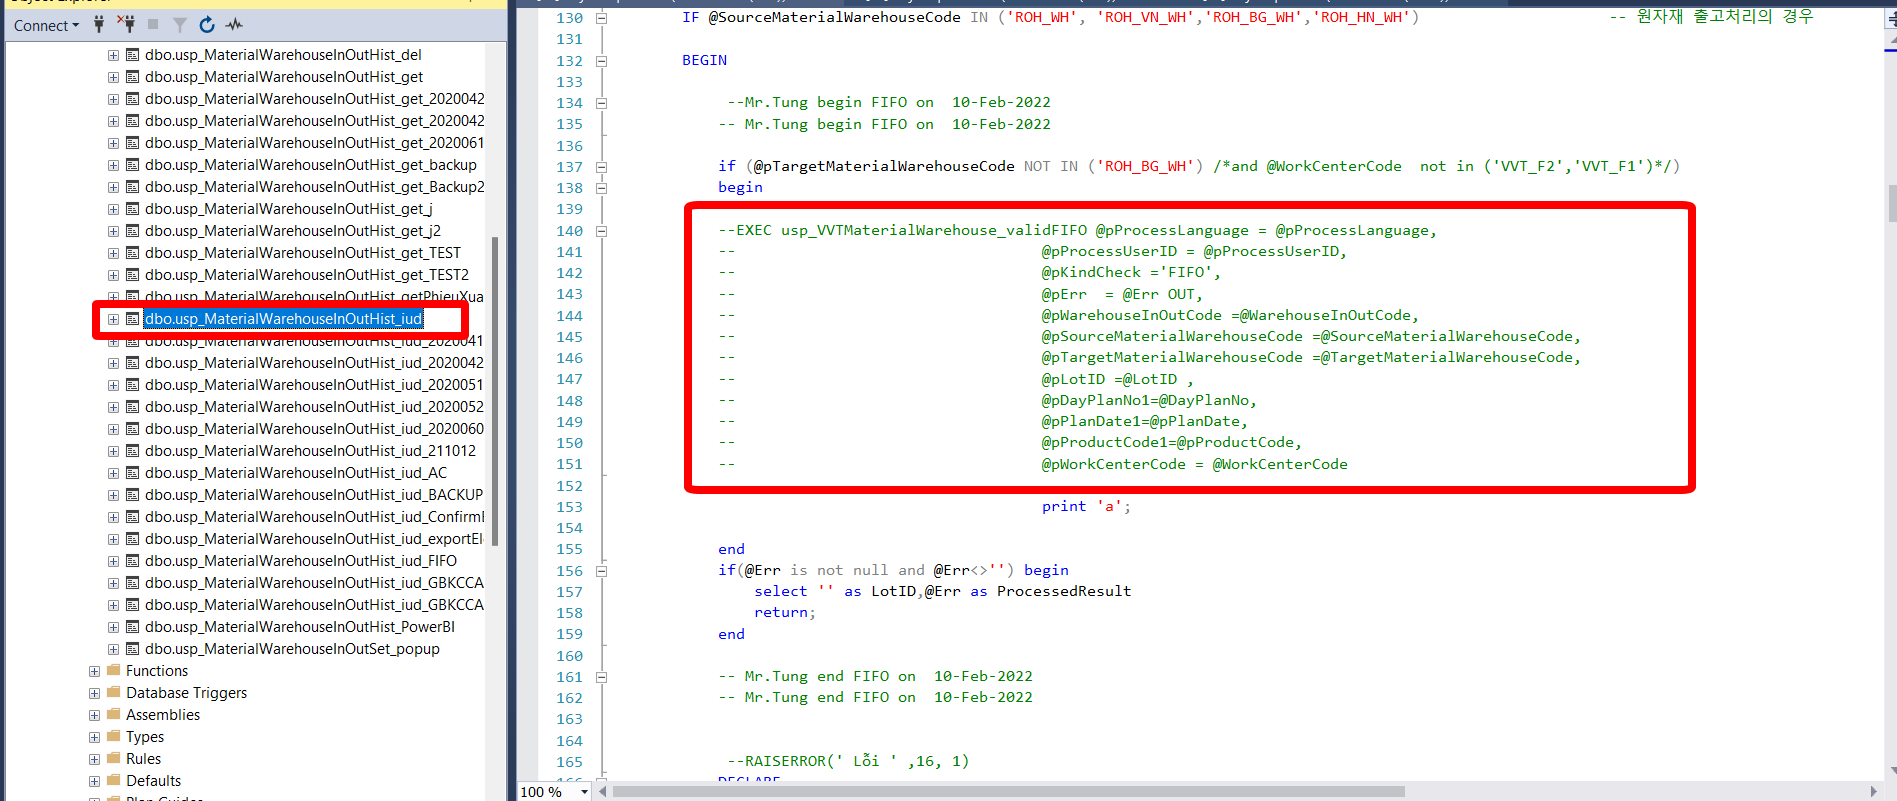 Connect
dbo.usp_MaterialWarehouseInOutHist_del
dbo.usp_MaterialWarehouseInOutHist_get
dbo.usp_MaterialWarehouseInOutHist_get_2020042
dbo.usp_MaterialWarehouseInOutHist_get_2020042
dbo.usp_MaterialWarehouseInOutHist_get_2020061
dbo.usp_MaterialWarehouseInOutHist_get_backup
dbo.usp_MaterialWarehouseInOutHist_get_Backup2
dbo.usp_MaterialWarehouseInOutHist_get_j
dbo.usp_MaterialWarehouseInOutHist_get_j2
dbo.usp_MaterialWarehouseInOutHist_get_TEST
dbo.usp_MaterialWarehouseInOutHist_get_TEST2
dbo.usp_MaterialWarehouseInOutHist_getPhieuXua
dbo.usp_MaterialWarehouseInOutHist_iud
dbo.usp_MaterialWarehouseInOutHist_iud_2020041
dbo.usp_MaterialWarehouseInOutHist_iud_2020042
dbo.usp_MaterialWarehouseInOutHist_iud_2020051
dbo.usp_MaterialWarehouseInOutHist_iud_2020052
dbo.usp_MaterialWarehouseInOutHist_iud_2020060
dbo.usp_MaterialWarehouseInOutHist_iud_211012
dbo.usp_MaterialWarehouseInOutHist_iud_AC
dbo.usp_MaterialWarehouseInOutHist_iud_BACKUP
dbo.usp_MaterialWarehouseInOutHist_iud_Confirm
dbo.usp_MaterialWarehouseInOutHist_iud_exportEl
dbo.usp_MaterialWarehouseInOutHist_iud_FIFO
dbo.usp_MaterialWarehouseInOutHist_iud_GBKCCA
dbo.usp_MaterialWarehouseInOutHist_iud_GBKCCA
dbo.usp_MaterialWarehouseInOutHist_PowerBI
dbo.usp_MaterialWarehouseInOutSet_popup
Functions
Database Triggers
Assemblies
Types
Rules
Defaults
130 IF @SourceMaterialWarehouseCode IN ('ROH_WH', 'ROH_VN_WH','ROH_BG_WH','ROH_HN_WH') -- 원자재 출고처리의 경우
131
132 BEGIN
133
134 --Mr.Tung begin FIFO on 10-Feb-2022
135 -- Mr.Tung begin FIFO on 10-Feb-2022
136
137 if (@pTargetMaterialWarehouseCode NOT IN ('ROH_BG_WH') /*and @WorkCenterCode not in ('VVT_F2','VVT_F1')*/)
138 begin
139
140 --EXEC usp_VVTMaterialWarehouse_validFIFO @pProcessLanguage = @pProcessLanguage,
141 -- @pProcessUserID = @pProcessUserID,
142 -- @pKindCheck ='FIFO',
143 -- @pErr = @Err OUT,
144 -- @pWarehouseInOutCode =@WarehouseInOutCode,
145 -- @pSourceMaterialWarehouseCode =@SourceMaterialWarehouseCode,
146 -- @pTargetMaterialWarehouseCode =@TargetMaterialWarehouseCode,
147 -- @pLotID =@LotID ,
148 -- @pDayPlanNo1=@DayPlanNo,
149 -- @pPlanDate1=@pPlanDate,
150 -- @pProductCode1=@pProductCode,
151 -- @pWorkCenterCode = @WorkCenterCode
152
153 print 'a';
154
155 end
156 if(@Err is not null and @Err<>'') begin
157 select '' as LotID,@Err as ProcessedResult
158 return;
159 end
160
161 -- Mr.Tung end FIFO on 10-Feb-2022
162 -- Mr.Tung end FIFO on 10-Feb-2022
163
164
165 --RAISERROR(' Lỗi ' ,16, 1)
166 DECLARE
100 %